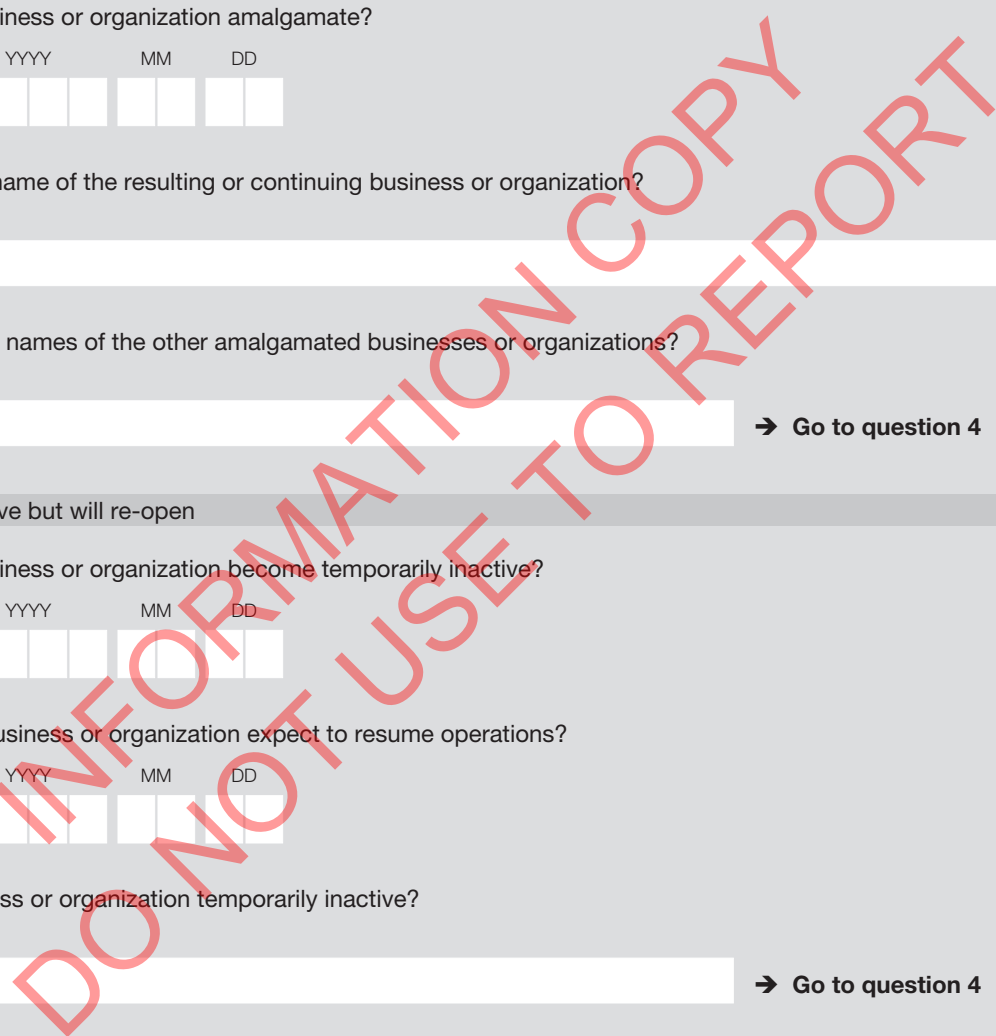 iness or organization amalgamate?
YYYY MM DD
name of the resulting or continuing business or organization?
names of the other amalgamated businesses or organizations?
➔ Go to question 4
ve but will re-open
iness or organization become temporarily inactive?
YYYY MM DD
usiness or organization expect to resume operations?
YYYY MM DD
ss or organization temporarily inactive?
➔ Go to question 4
INFORMATION COPY
DO NOT USE TO REPORT